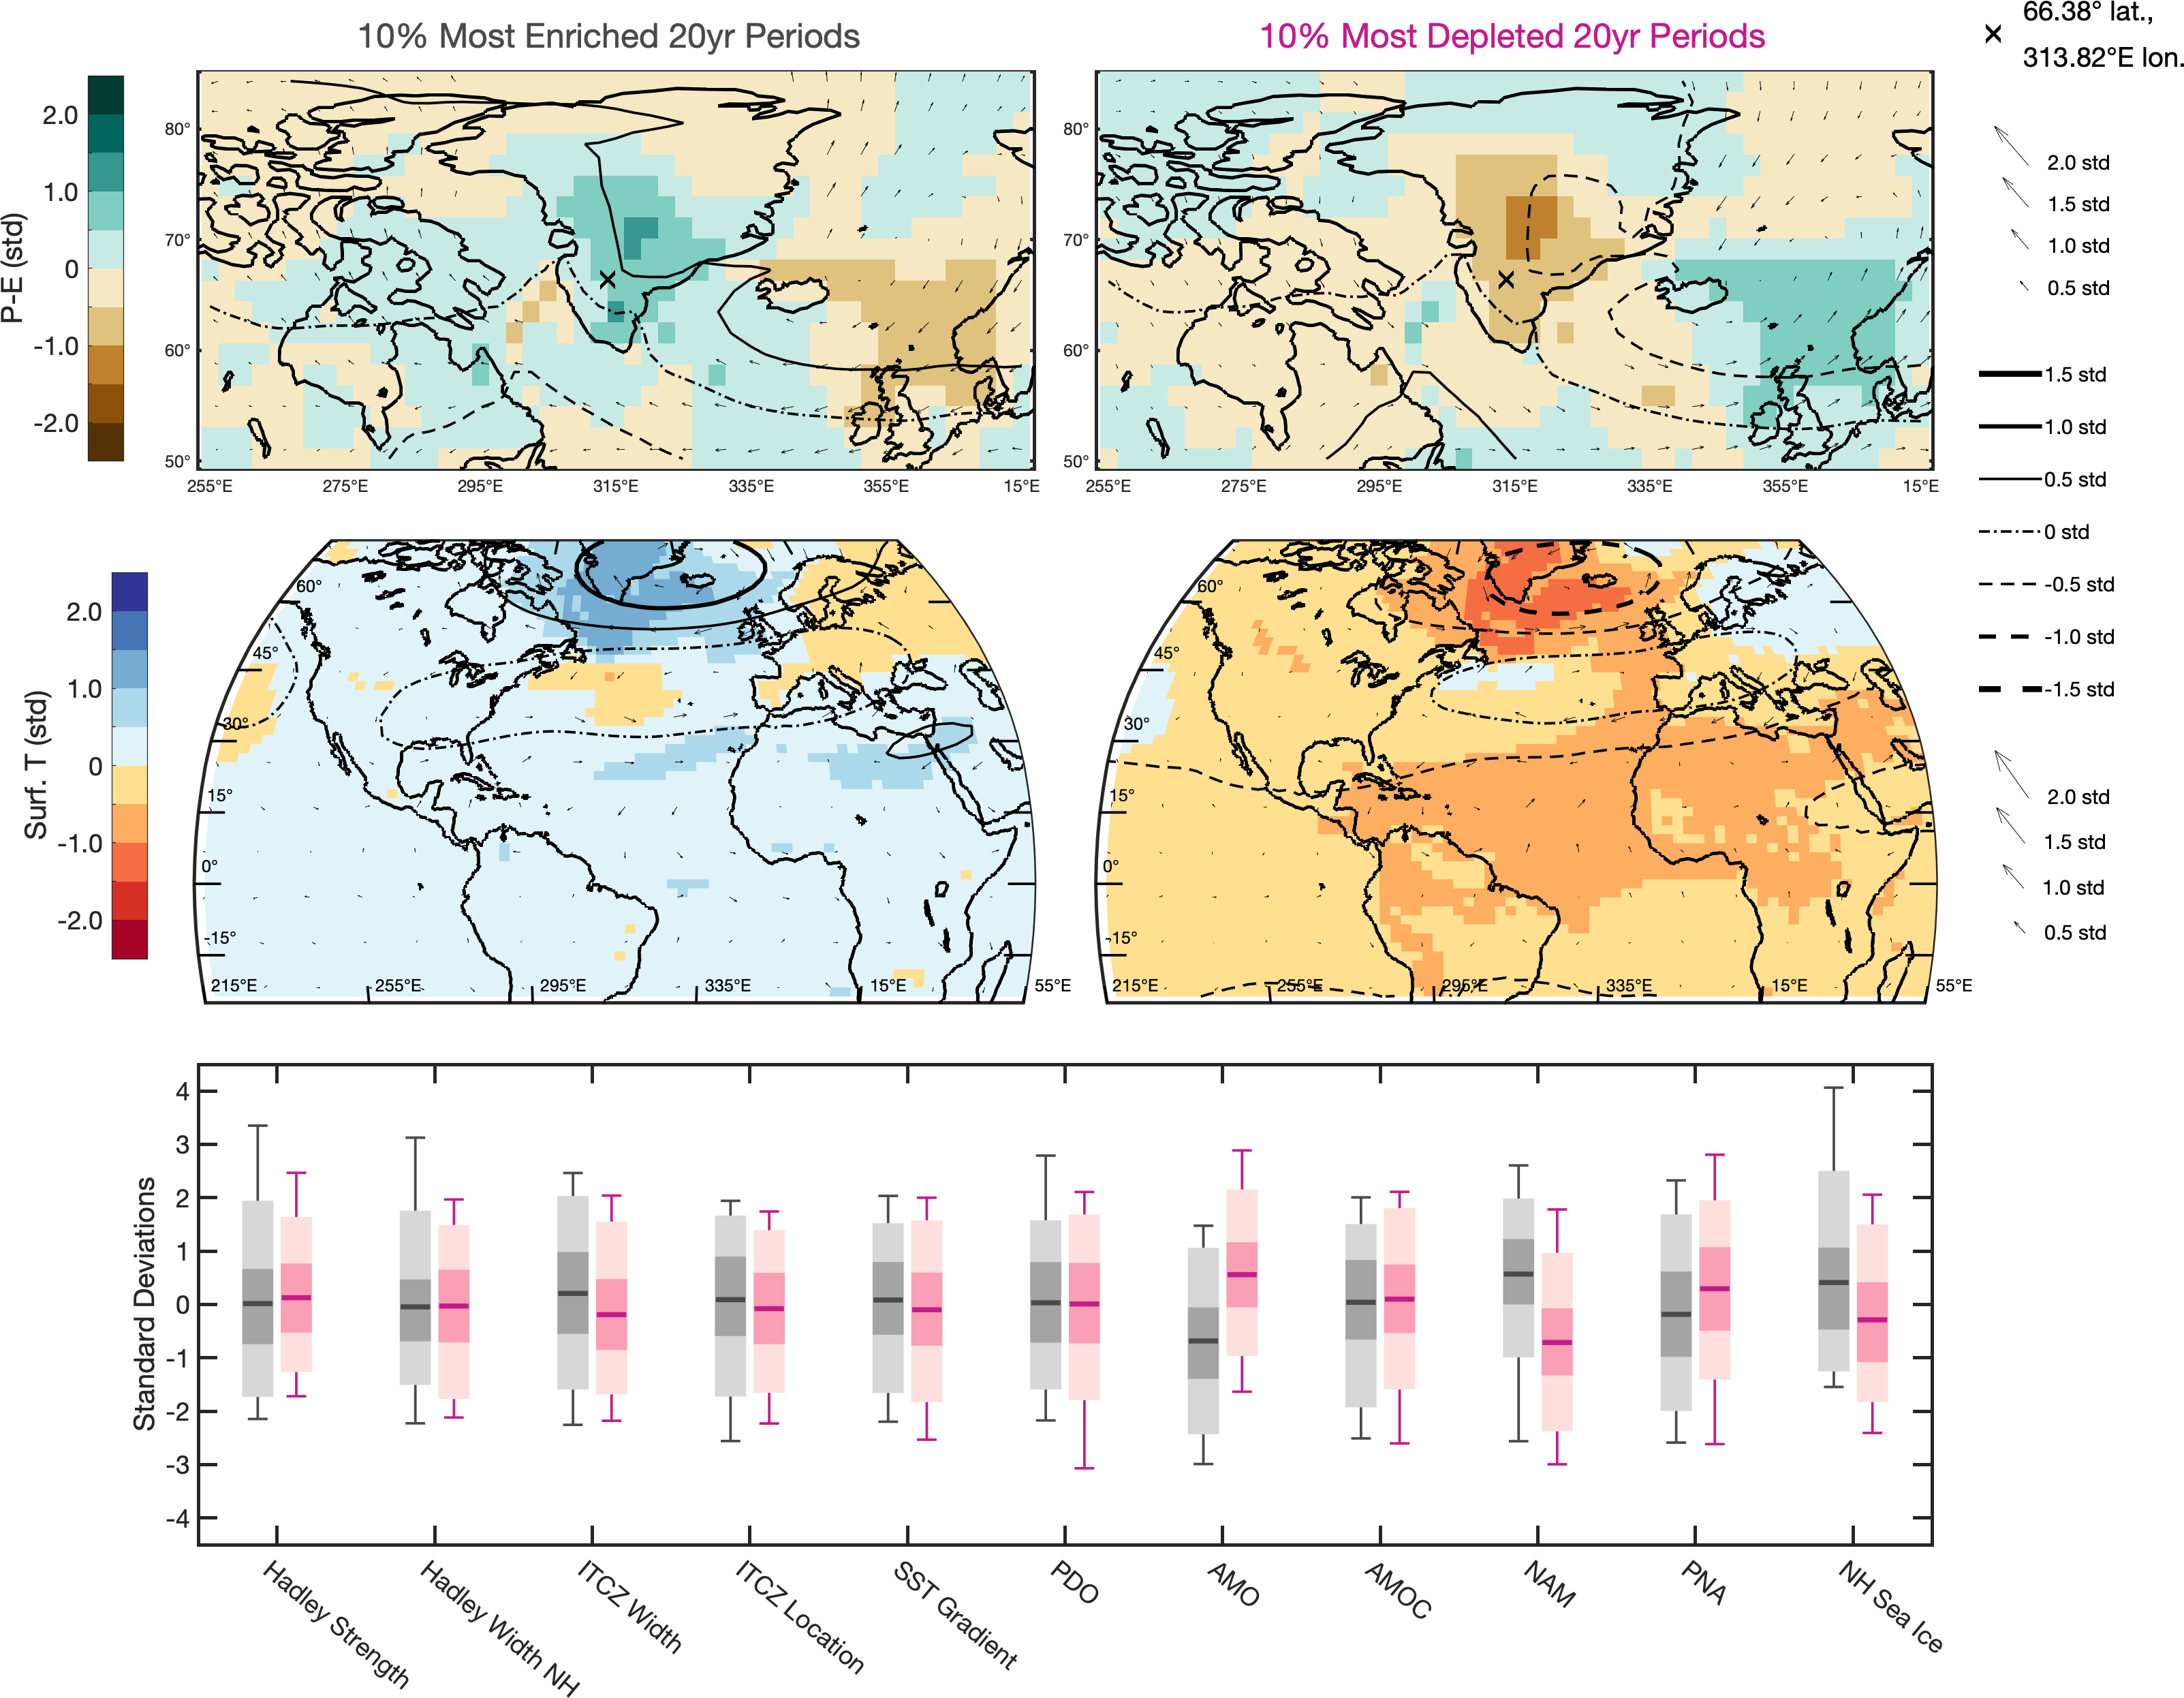 10% Most Enriched 20yr Periods
10% Most Depleted 20yr Periods
66.38° lat.,
313.82°E lon.
P-E (std)
2.0
1.0
0
-1.0
-2.0
80°
70°
60°
50°
255°E
275°E
295°E
315°E
335°E
355°E
15°E
80°
70°
60°
50°
255°E
275°E
295°E
315°E
335°E
355°E
15°E
2.0 std
1.5 std
1.0 std
0.5 std
1.5 std
1.0 std
0.5 std
0 std
-0.5 std
-1.0 std
-1.5 std
Surf. T (std)
2.0
1.0
0
-1.0
-2.0
60°
45°
30°
15°
0°
-15°
215°E
255°E
295°E
335°E
15°E
55°E
60°
45°
30°
15°
0°
-15°
215°E
255°E
295°E
335°E
15°E
55°E
2.0 std
1.5 std
1.0 std
0.5 std
Standard Deviations
4
3
2
1
0
-1
-2
-3
-4
Hadley Strength
Hadley Width NH
ITCZ Width
ITCZ Location
SST Gradient
PDO
AMO
AMOC
NAM
PNA
NH Sea Ice